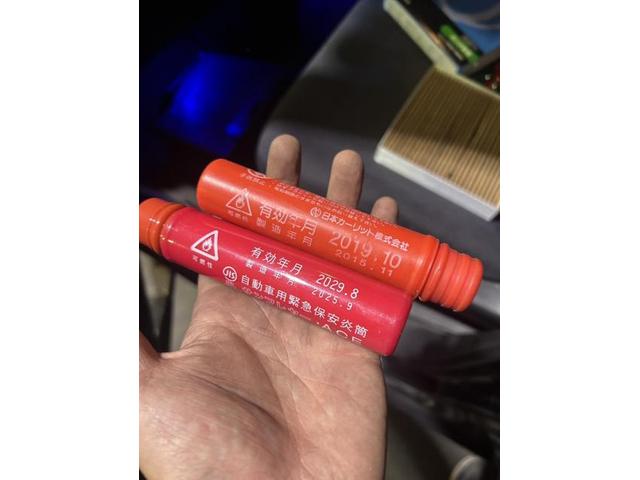 可燃性
有効年月 2019.10
製造年月 2015.11
日本カーリット株式会社
可燃性
有効年月 2029.8
製造年月 2025.9
JIS 自動車用緊急保安炎筒